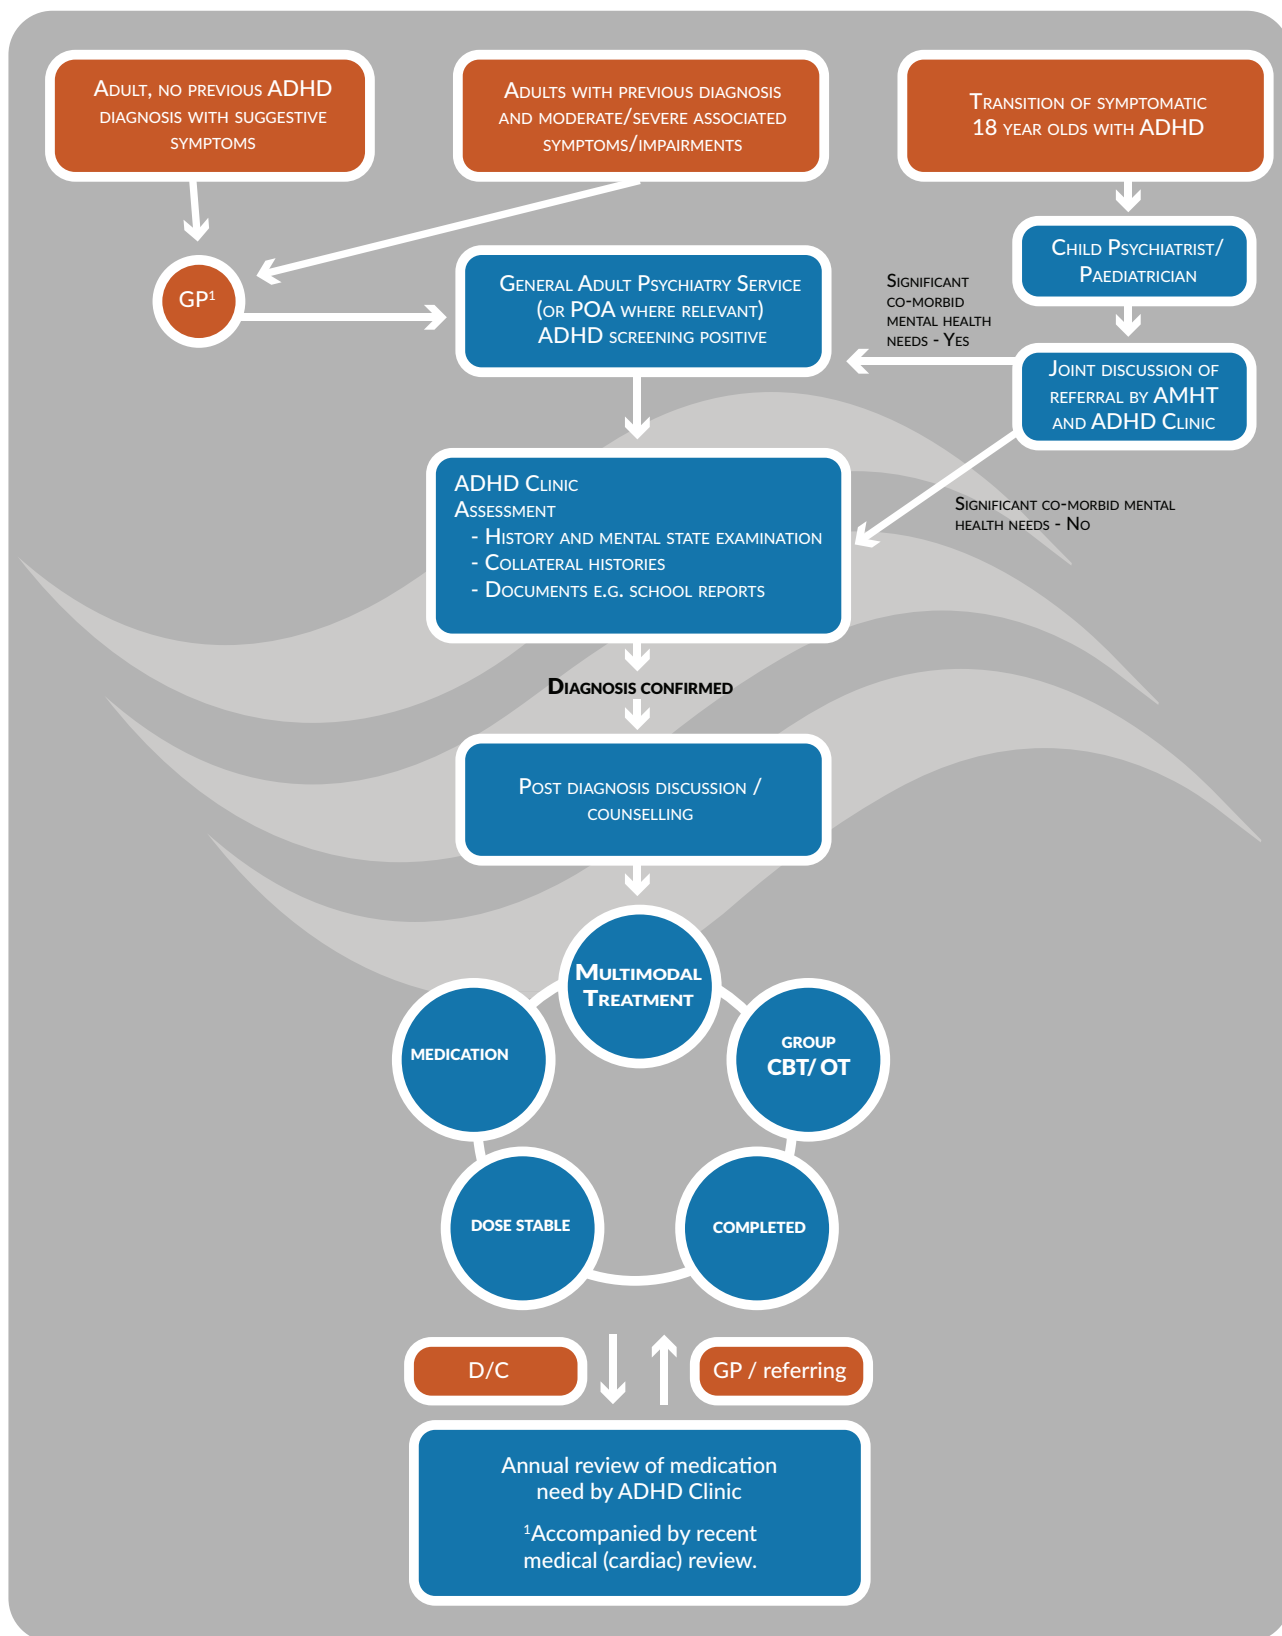 Adult, no previous ADHD
diagnosis with suggestive
symptoms
Adults with previous diagnosis
and moderate/severe associated
symptoms/impairments
Transition of symptomatic
18 year olds with ADHD
Child Psychiatrist/
Paediatrician
GP¹
General Adult Psychiatry Service
(or POA where relevant)
ADHD screening positive
Significant
co-morbid
mental health
needs - Yes
Joint discussion of
referral by AMHT
and ADHD Clinic
ADHD Clinic
Assessment
- History and mental state examination
- Collateral histories
- Documents e.g. school reports
Significant co-morbid mental
health needs - No
Diagnosis confirmed
Post diagnosis discussion /
counselling
Multimodal
Treatment
medication
group
CBT/ OT
dose stable
completed
D/C
GP / referring
Annual review of medication
need by ADHD Clinic
¹Accompanied by recent
medical (cardiac) review.